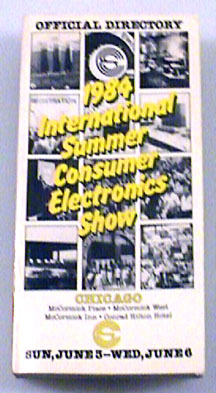 OFFICIAL DIRECTORY
REGISTRATION
1984
International
Summer
Consumer
Electronics
Show
CHICAGO
McCormick Place • McCormick West
McCormick Inn • Conrad Hilton Hotel
SUN, JUNE 3–WED, JUNE 6